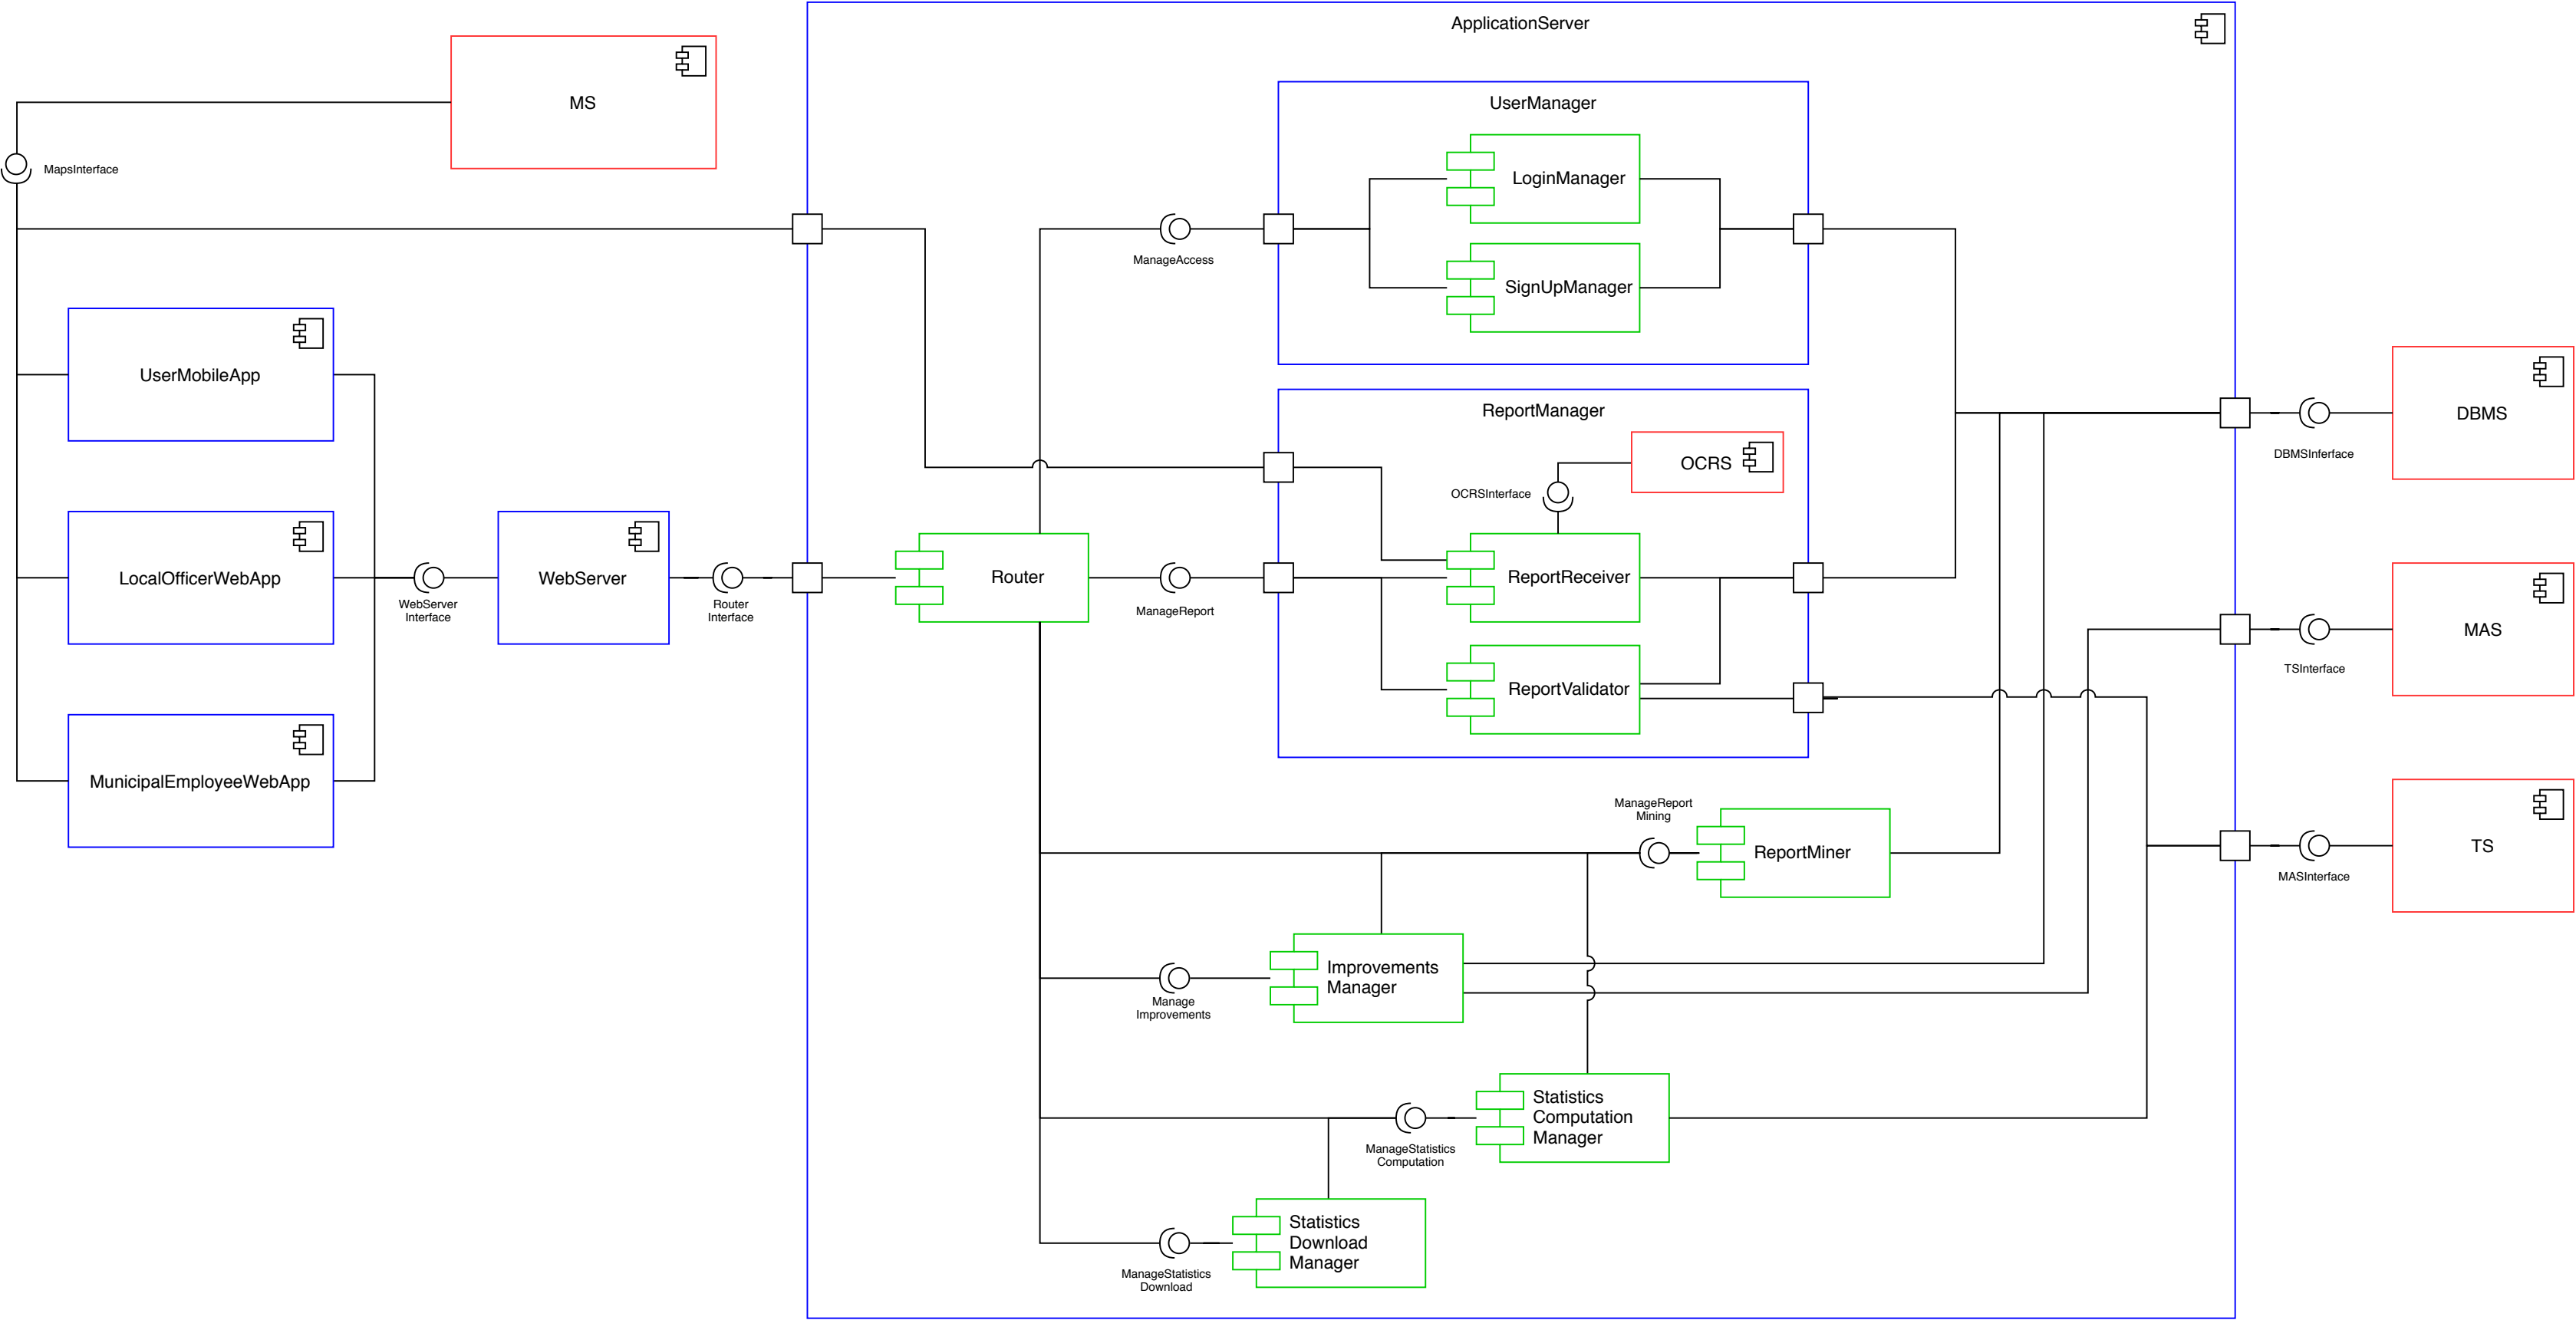 ApplicationServer
MS
UserManager
MapsInterface
LoginManager
ManageAccess
SignUpManager
UserMobileApp
ReportManager
DBMS
OCRS
DBMSInferface
OCRSInterface
LocalOfficerWebApp
WebServer
Router
ReportReceiver
WebServer
Interface
Router
Interface
ManageReport
MAS
TSInterface
ReportValidator
MunicipalEmployeeWebApp
ManageReport
Mining
ReportMiner
TS
MASInterface
Improvements
Manager
Manage
Improvements
Statistics
Computation
Manager
ManageStatistics
Computation
Statistics
Download
Manager
ManageStatistics
Download